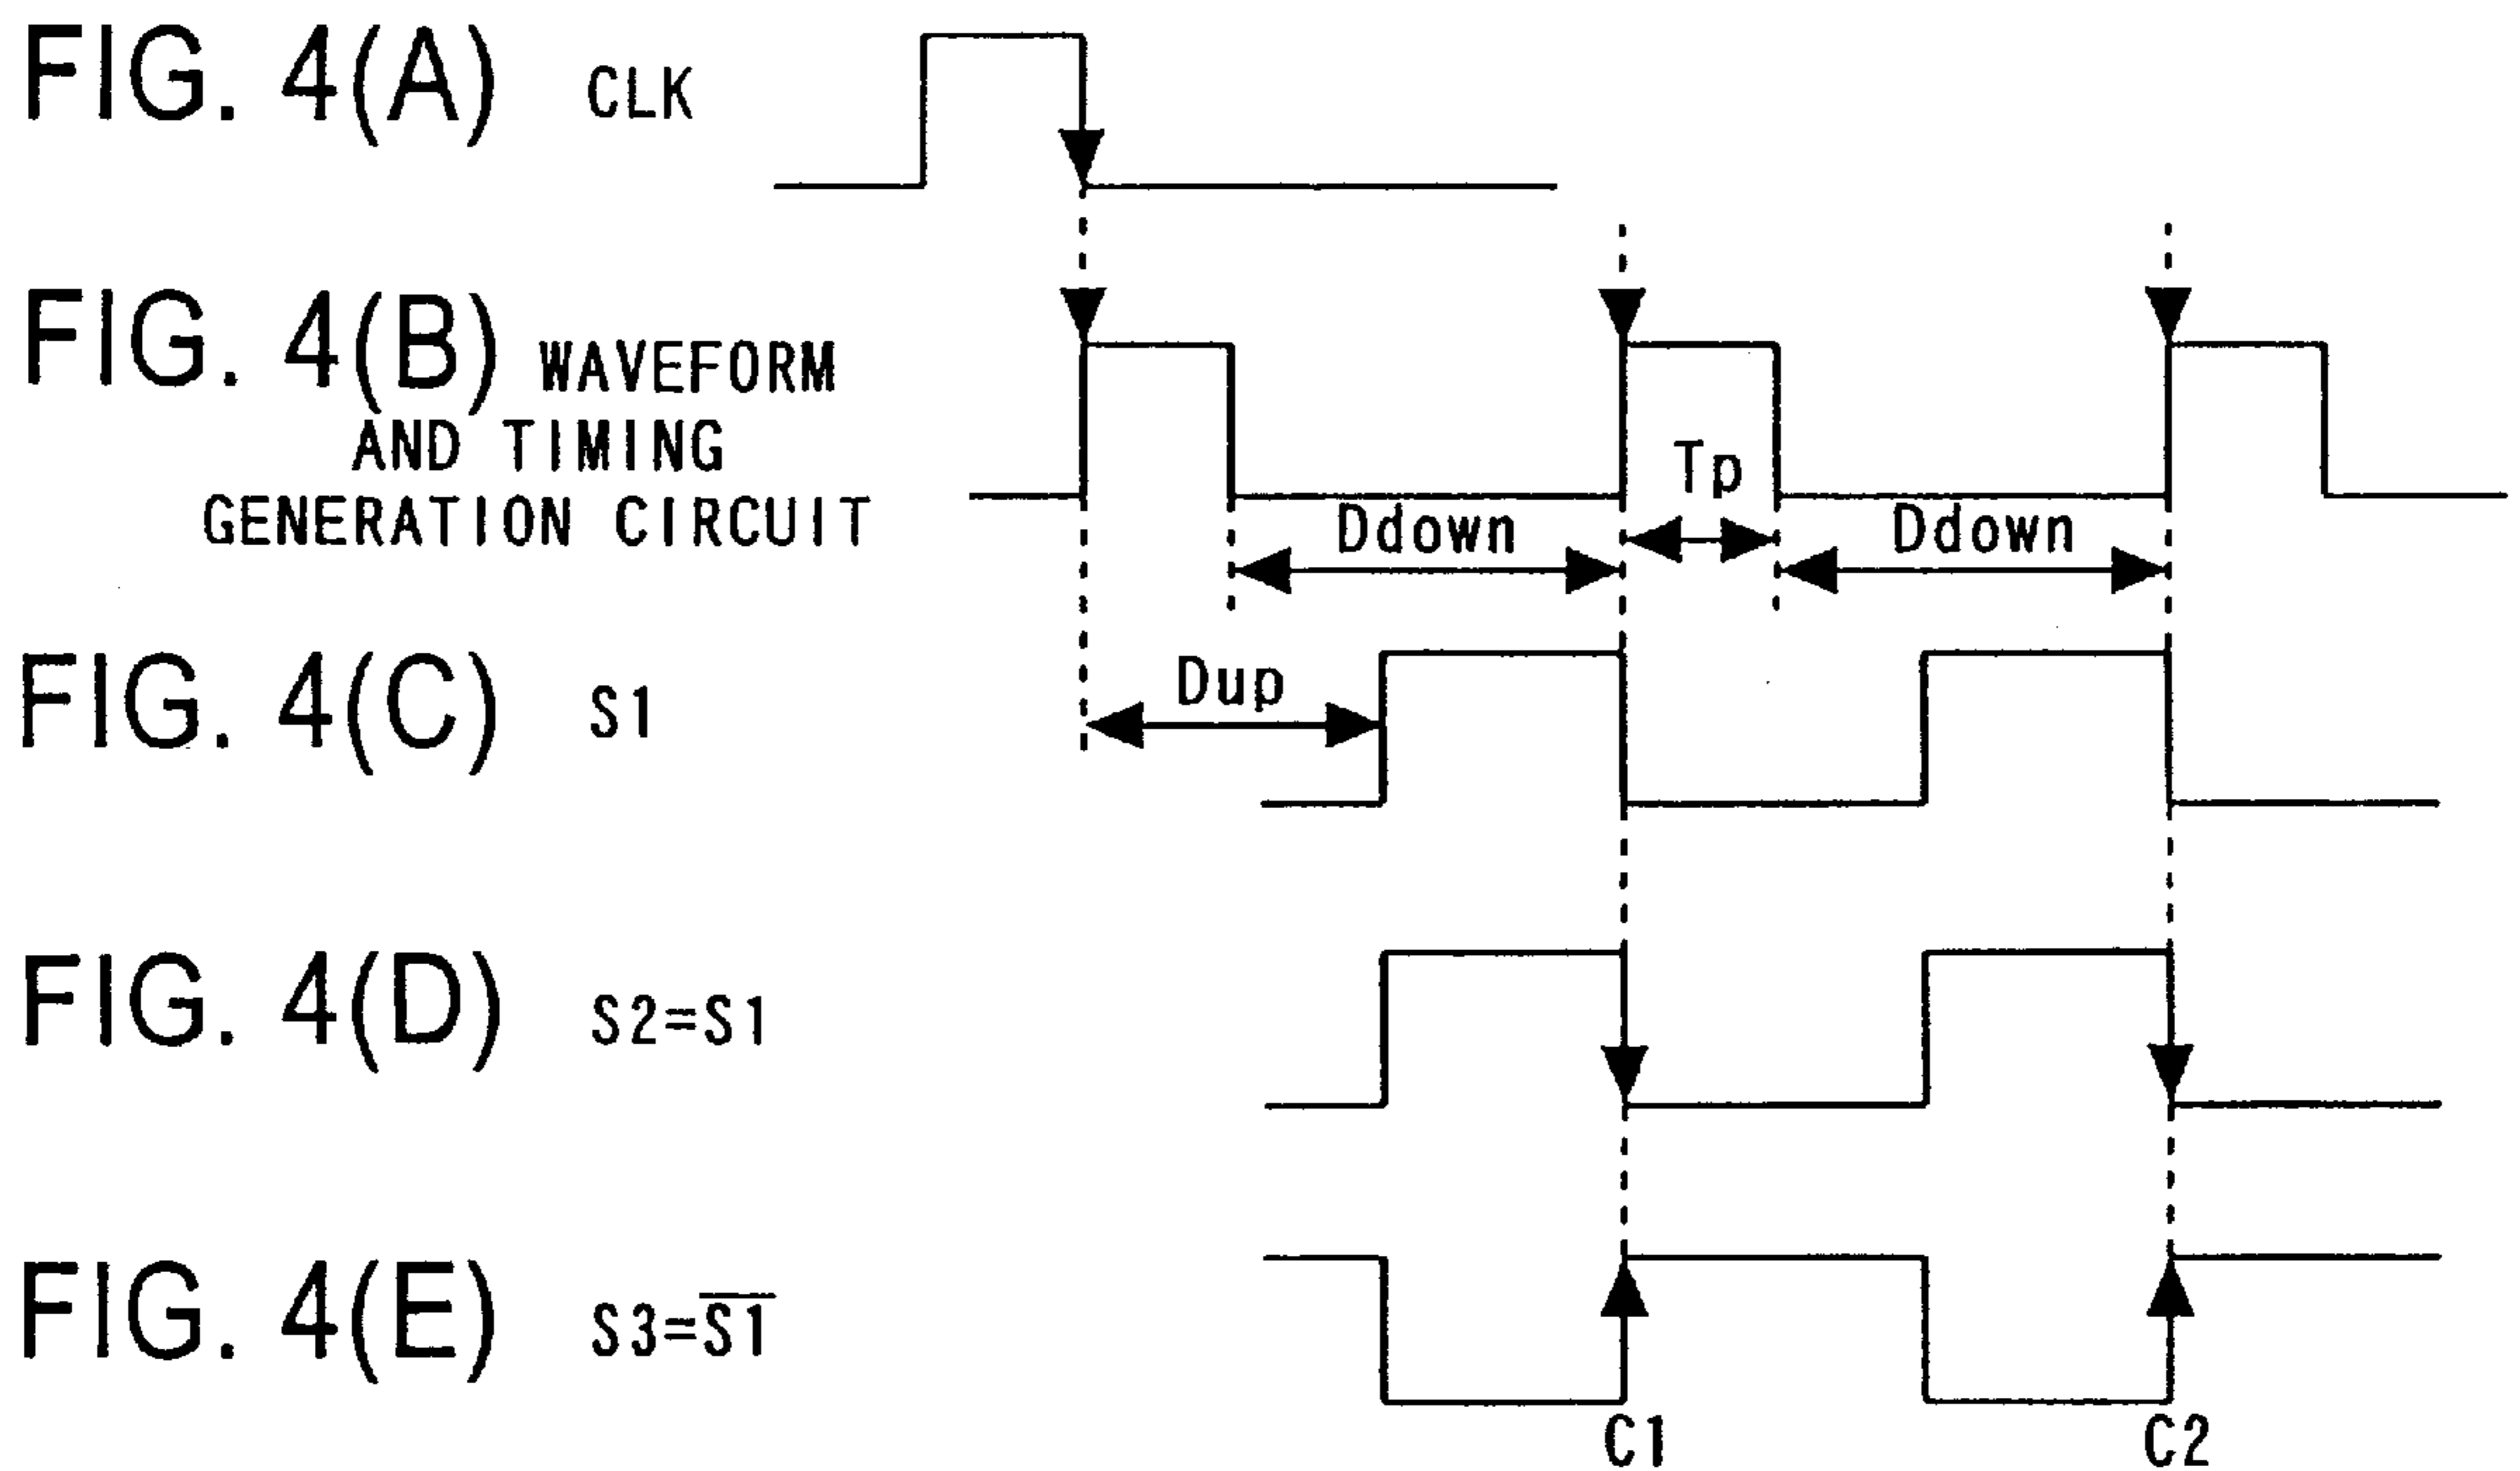 FIG. 4(A) CLK
FIG. 4(B) WAVEFORM
AND TIMING
GENERATION CIRCUIT
Tp
Ddown
Ddown
FIG. 4(C) S1
Dup
FIG. 4(D) S2=S1
FIG. 4(E) S3=S̅1̅
C1
C2